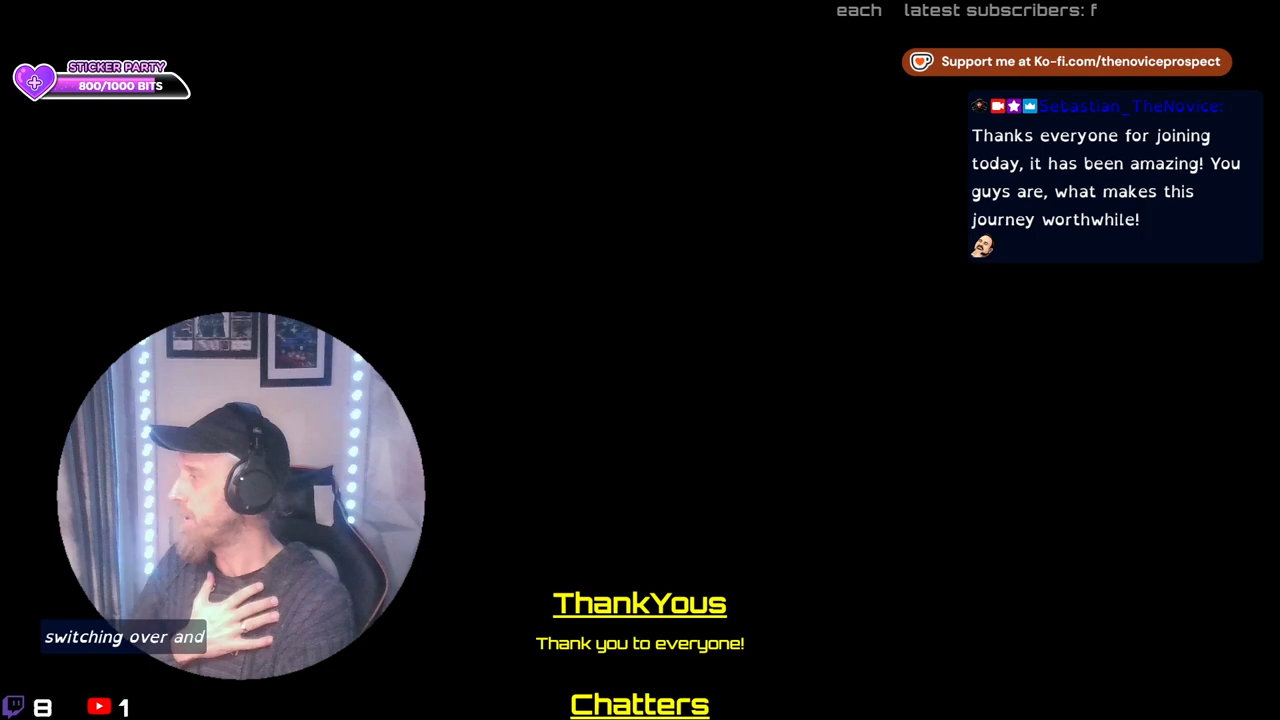 each latest subscribers: f
STICKER PARTY
800/1000 BITS
Support me at Ko-fi.com/thenoviceprospect
Sebastian_TheNovice:
Thanks everyone for joining
today, it has been amazing! You
guys are, what makes this
journey worthwhile!
switching over and
ThankYous
Thank you to everyone!
Chatters
8
1